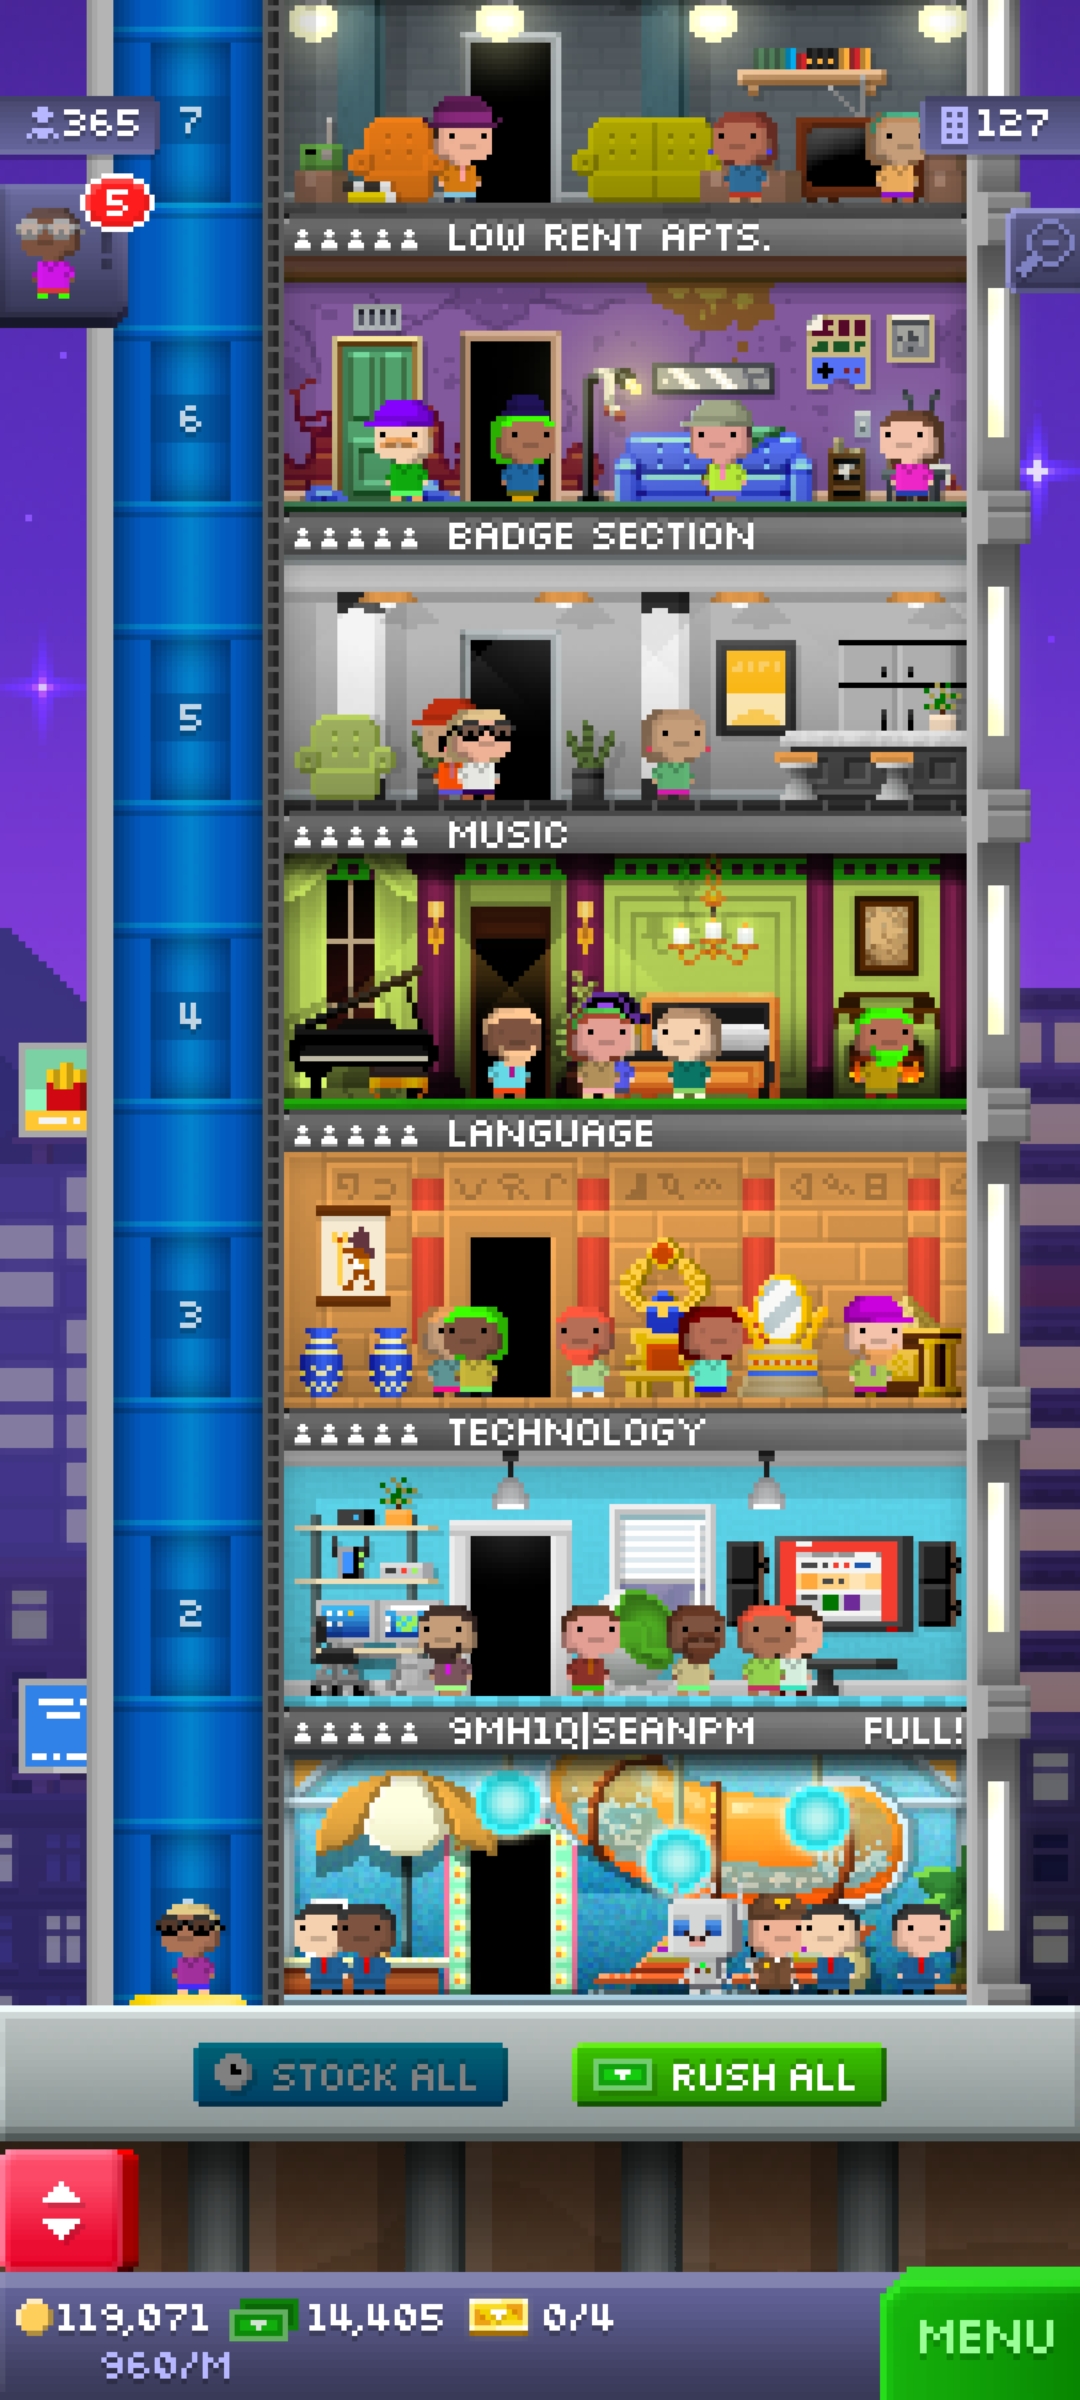 7
365
127
5
LOW RENT APTS.
6
BADGE SECTION
5
MUSIC
4
LANGUAGE
3
TECHNOLOGY
2
9MH1Q|SEANPM FULL!
STOCK ALL
RUSH ALL
119,071 14,405 0/4
960/M
MENU